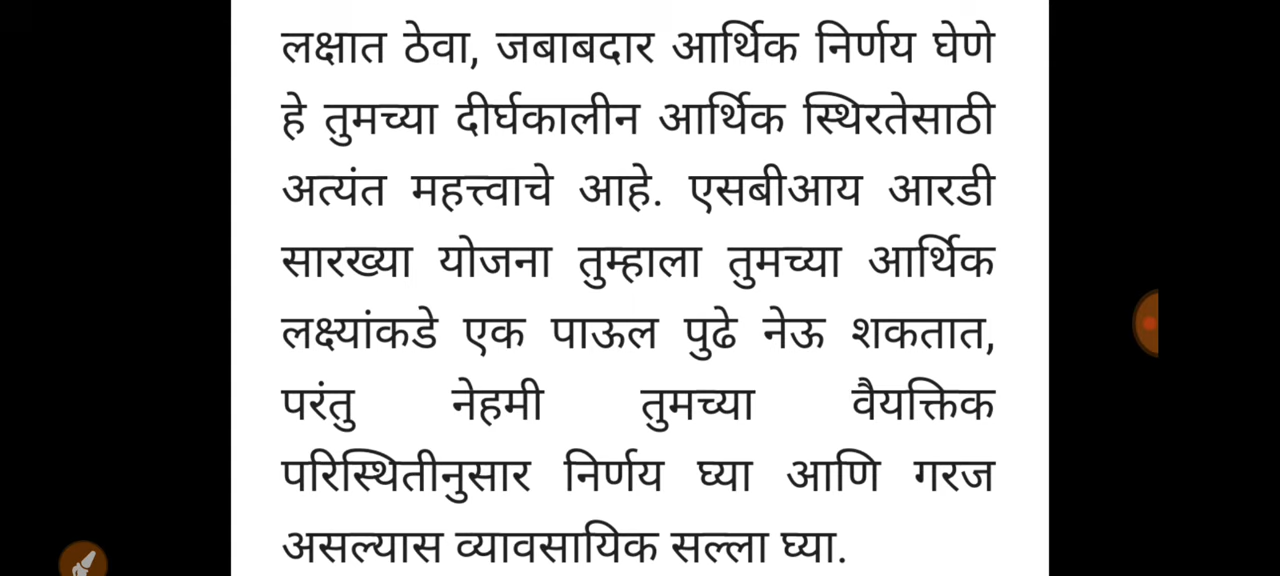 लक्षात ठेवा, जबाबदार आर्थिक निर्णय घेणे
हे तुमच्या दीर्घकालीन आर्थिक स्थिरतेसाठी
अत्यंत महत्त्वाचे आहे. एसबीआय आरडी
सारख्या योजना तुम्हाला तुमच्या आर्थिक
लक्ष्यांकडे एक पाऊल पुढे नेऊ शकतात,
परंतु नेहमी तुमच्या वैयक्तिक
परिस्थितीनुसार निर्णय घ्या आणि गरज
असल्यास व्यावसायिक सल्ला घ्या.